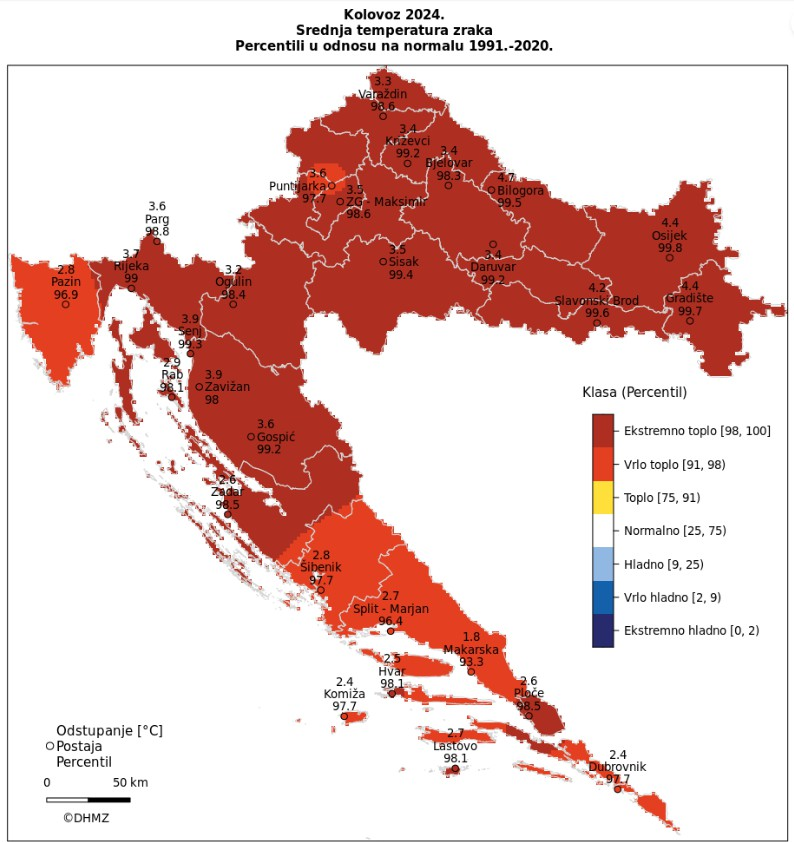 Kolovoz 2024.
Srednja temperatura zraka
Percentili u odnosu na normalu 1991.-2020.
3.3
Varaždin
98.6
3.4
Križevci
99.2
3.4
Bjelovar
98.3
3.6
Puntijarka
97.7
3.5
ZG - Maksimir
98.6
4.7
Bilogora
99.5
3.6
Parg
98.8
4.4
Osijek
99.8
3.7
Rijeka
99
3.5
Sisak
99.4
3.4
Daruvar
99.2
2.8
Pazin
96.9
3.2
Ogulin
98.4
4.2
Slavonski Brod
99.6
4.4
Gradište
99.7
3.9
Senj
99.3
2.9
Rab
98.1
3.9
Zavižan
98
Klasa (Percentil)
3.6
Gospić
99.2
Ekstremno toplo [98, 100]
Vrlo toplo [91, 98)
Toplo [75, 91)
Normalno [25, 75)
Hladno [9, 25)
Vrlo hladno [2, 9)
Ekstremno hladno [0, 2)
2.6
Zadar
98.5
2.8
Šibenik
97.7
2.7
Split - Marjan
96.4
1.8
Makarska
93.3
2.5
Hvar
98.1
2.4
Komiža
97.7
2.6
Ploče
98.5
2.7
Lastovo
98.1
2.4
Dubrovnik
97.7
Odstupanje [°C]
Postaja
Percentil
0 50 km
©DHMZ